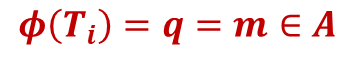 ϕ(Tᵢ) = q = m ∈ A